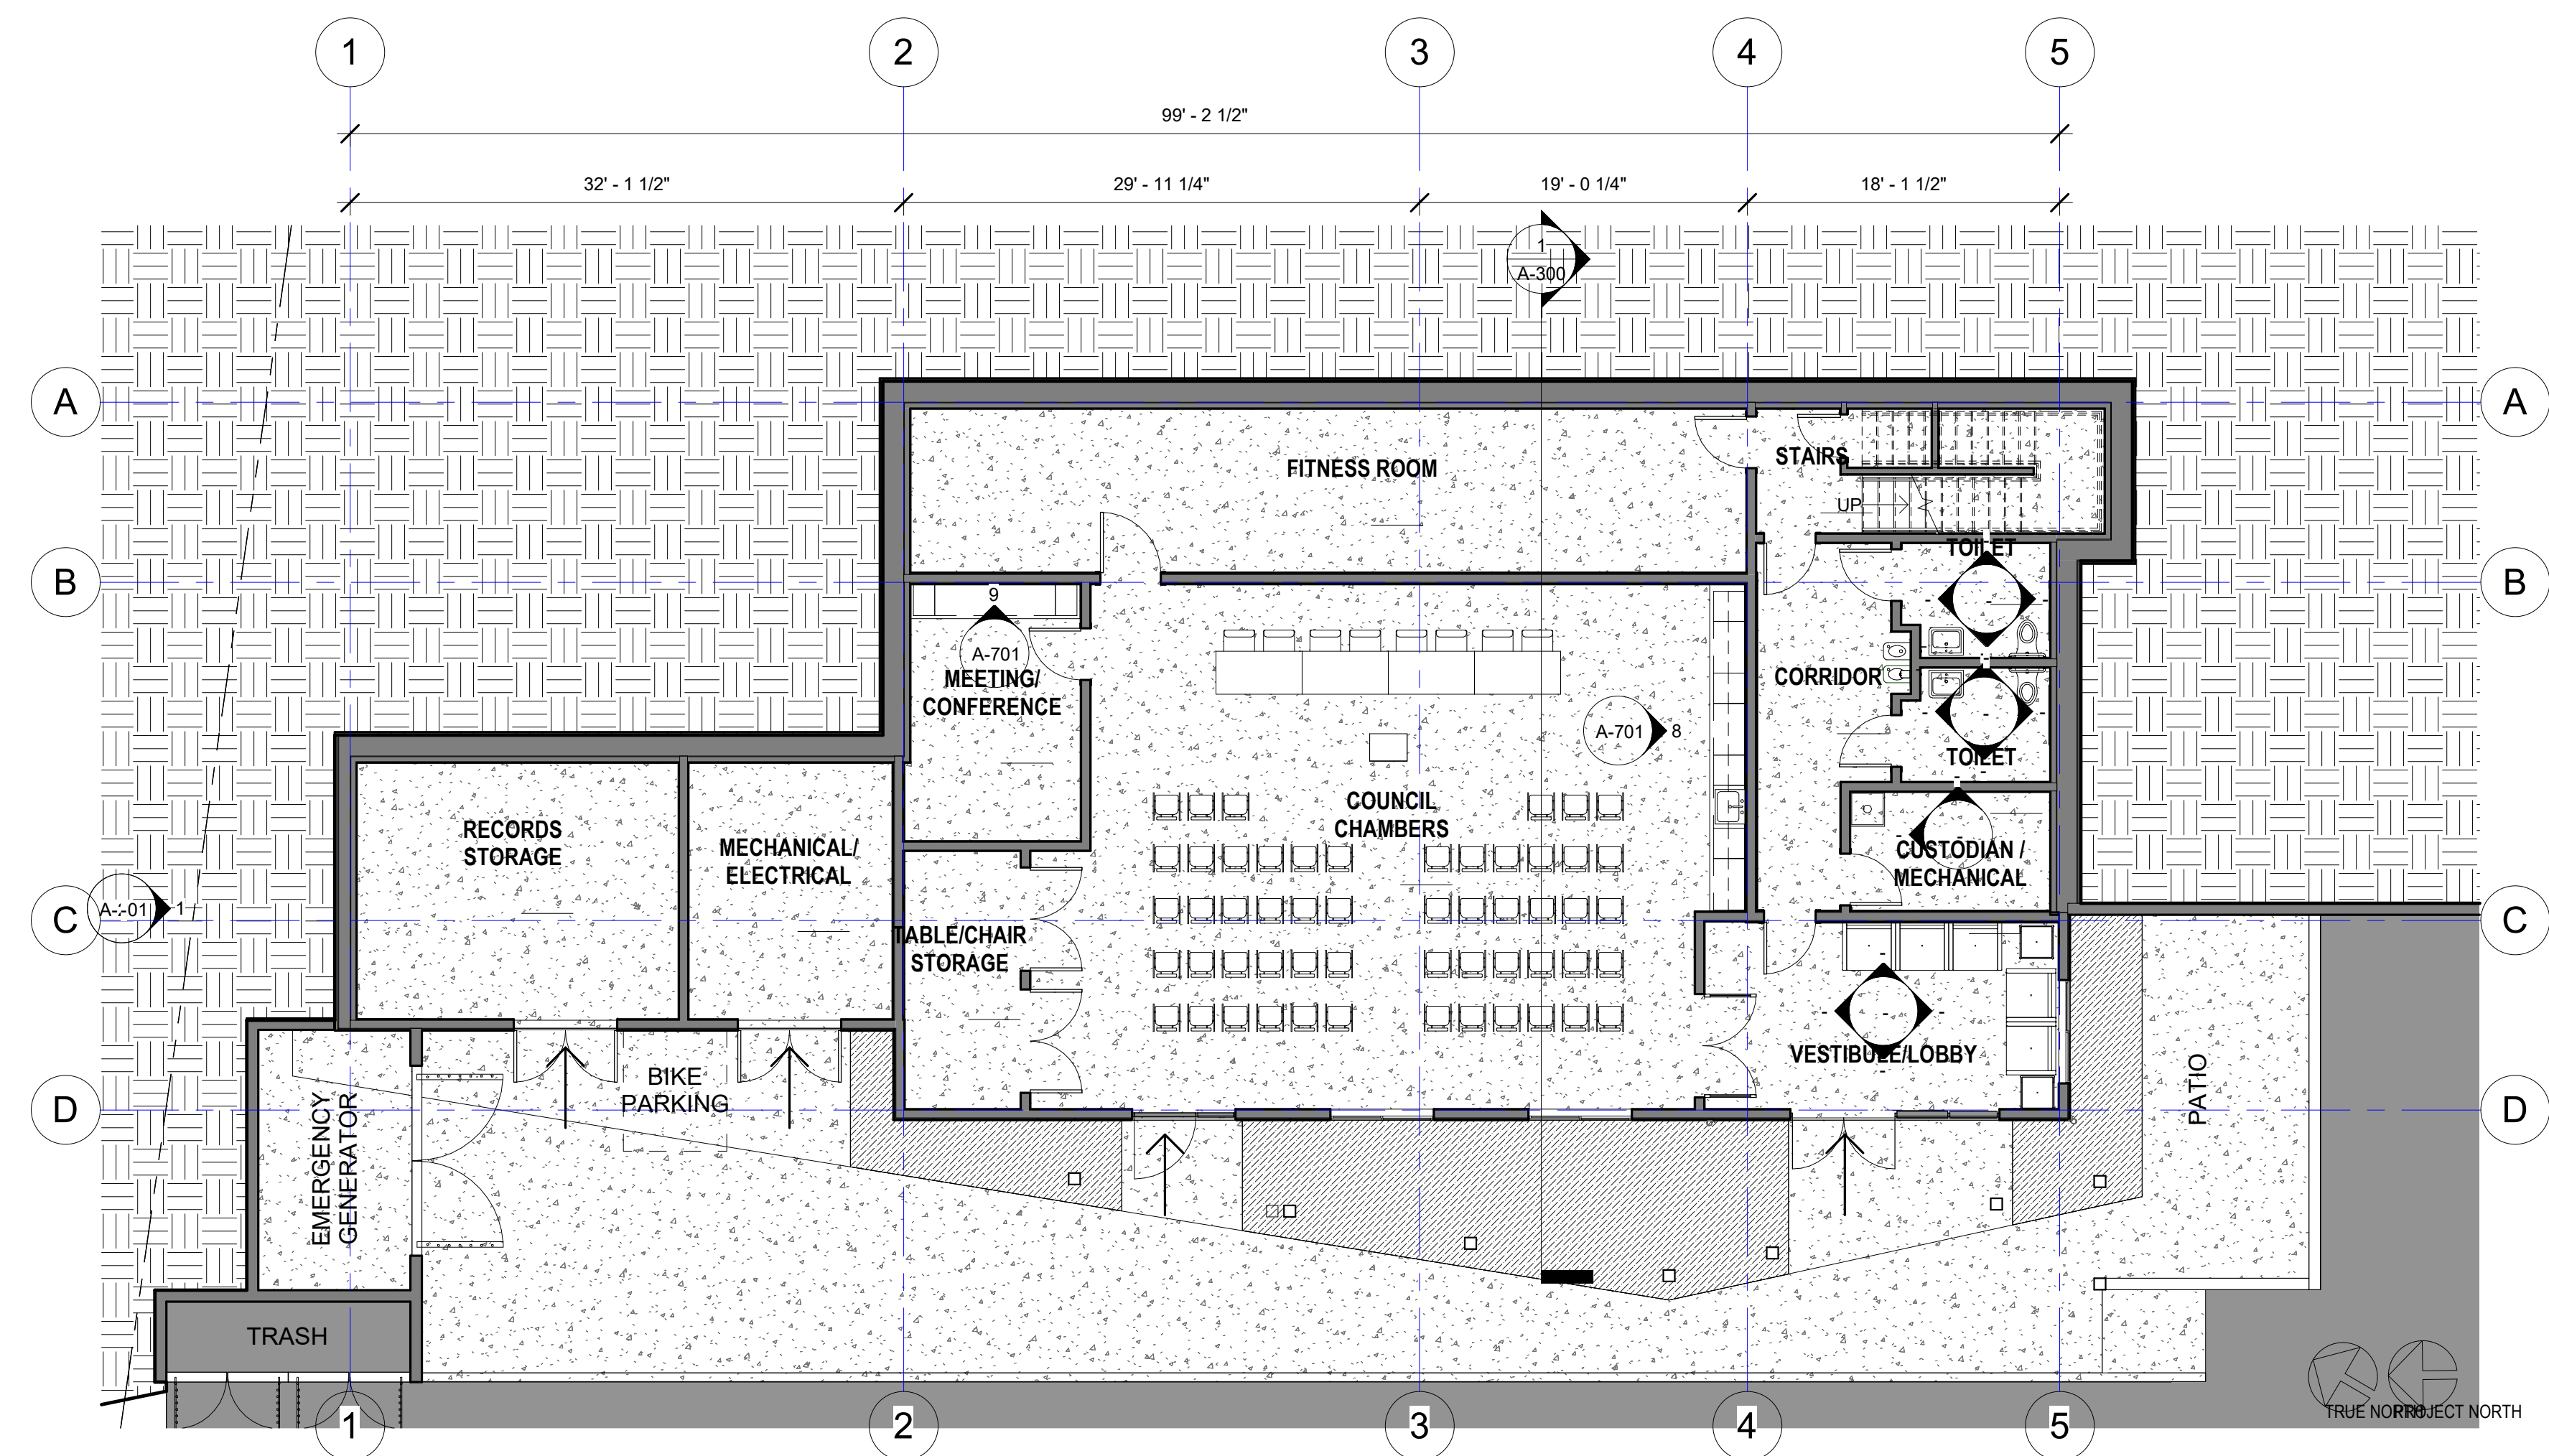 1 2 3 4 5
99' - 2 1/2"
32' - 1 1/2" 29' - 11 1/4" 19' - 0 1/4" 18' - 1 1/2"
1
A-300
A A
FITNESS ROOM
STAIRS
UP
TOILET
B B
9
A-701
MEETING/
CONFERENCE
CORRIDOR
A-701 8
TOILET
COUNCIL
CHAMBERS
RECORDS
STORAGE
MECHANICAL/
ELECTRICAL
CUSTODIAN /
MECHANICAL
C 1 C
TABLE/CHAIR
STORAGE
VESTIBULE/LOBBY
BIKE
PARKING
PATIO
D D
EMERGENCY
GENERATOR
TRASH
1 2 3 4 5
TRUE NORTH
PROJECT NORTH